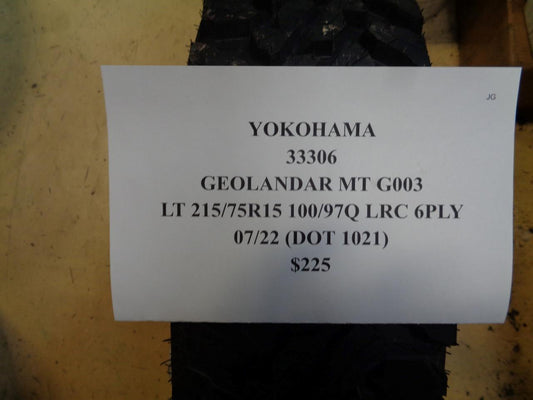 JG
YOKOHAMA
33306
GEOLANDAR MT G003
LT 215/75R15 100/97Q LRC 6PLY
07/22 (DOT 1021)
$225